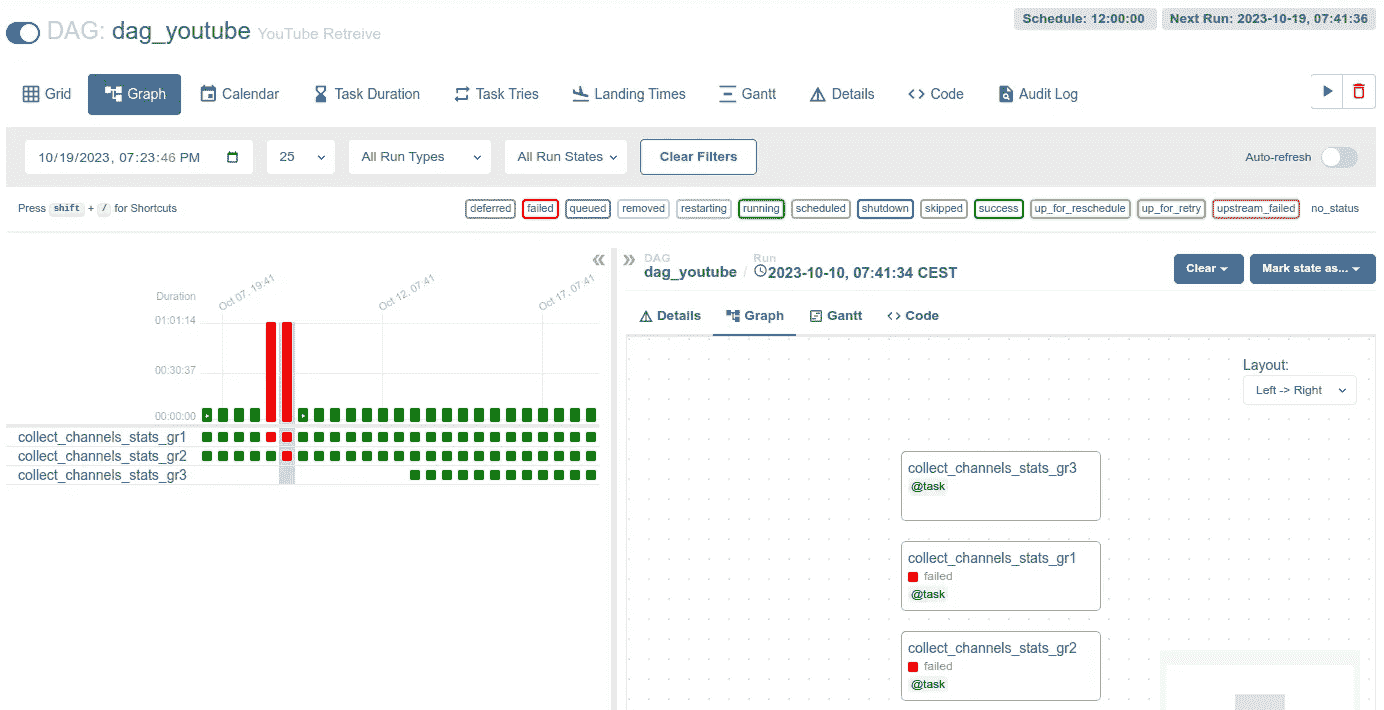 DAG: dag_youtube YouTube Retreive
Schedule: 12:00:00 Next Run: 2023-10-19, 07:41:36
Grid Graph Calendar Task Duration Task Tries Landing Times Gantt Details Code Audit Log
10/19/2023, 07:23:46 PM 25 All Run Types All Run States Clear Filters Auto-refresh
Press shift + / for Shortcuts deferred failed queued removed restarting running scheduled shutdown skipped success up_for_reschedule up_for_retry upstream_failed no_status
Duration
Oct 07, 19:41 Oct 12, 07:41 Oct 17, 07:41
01:01:14
00:30:37
00:00:00
collect_channels_stats_gr1
collect_channels_stats_gr2
collect_channels_stats_gr3
DAG Run
dag_youtube / 2023-10-10, 07:41:34 CEST Clear Mark state as...
Details Graph Gantt Code
Layout:
Left -> Right
collect_channels_stats_gr3
@task
collect_channels_stats_gr1
failed
@task
collect_channels_stats_gr2
failed
@task